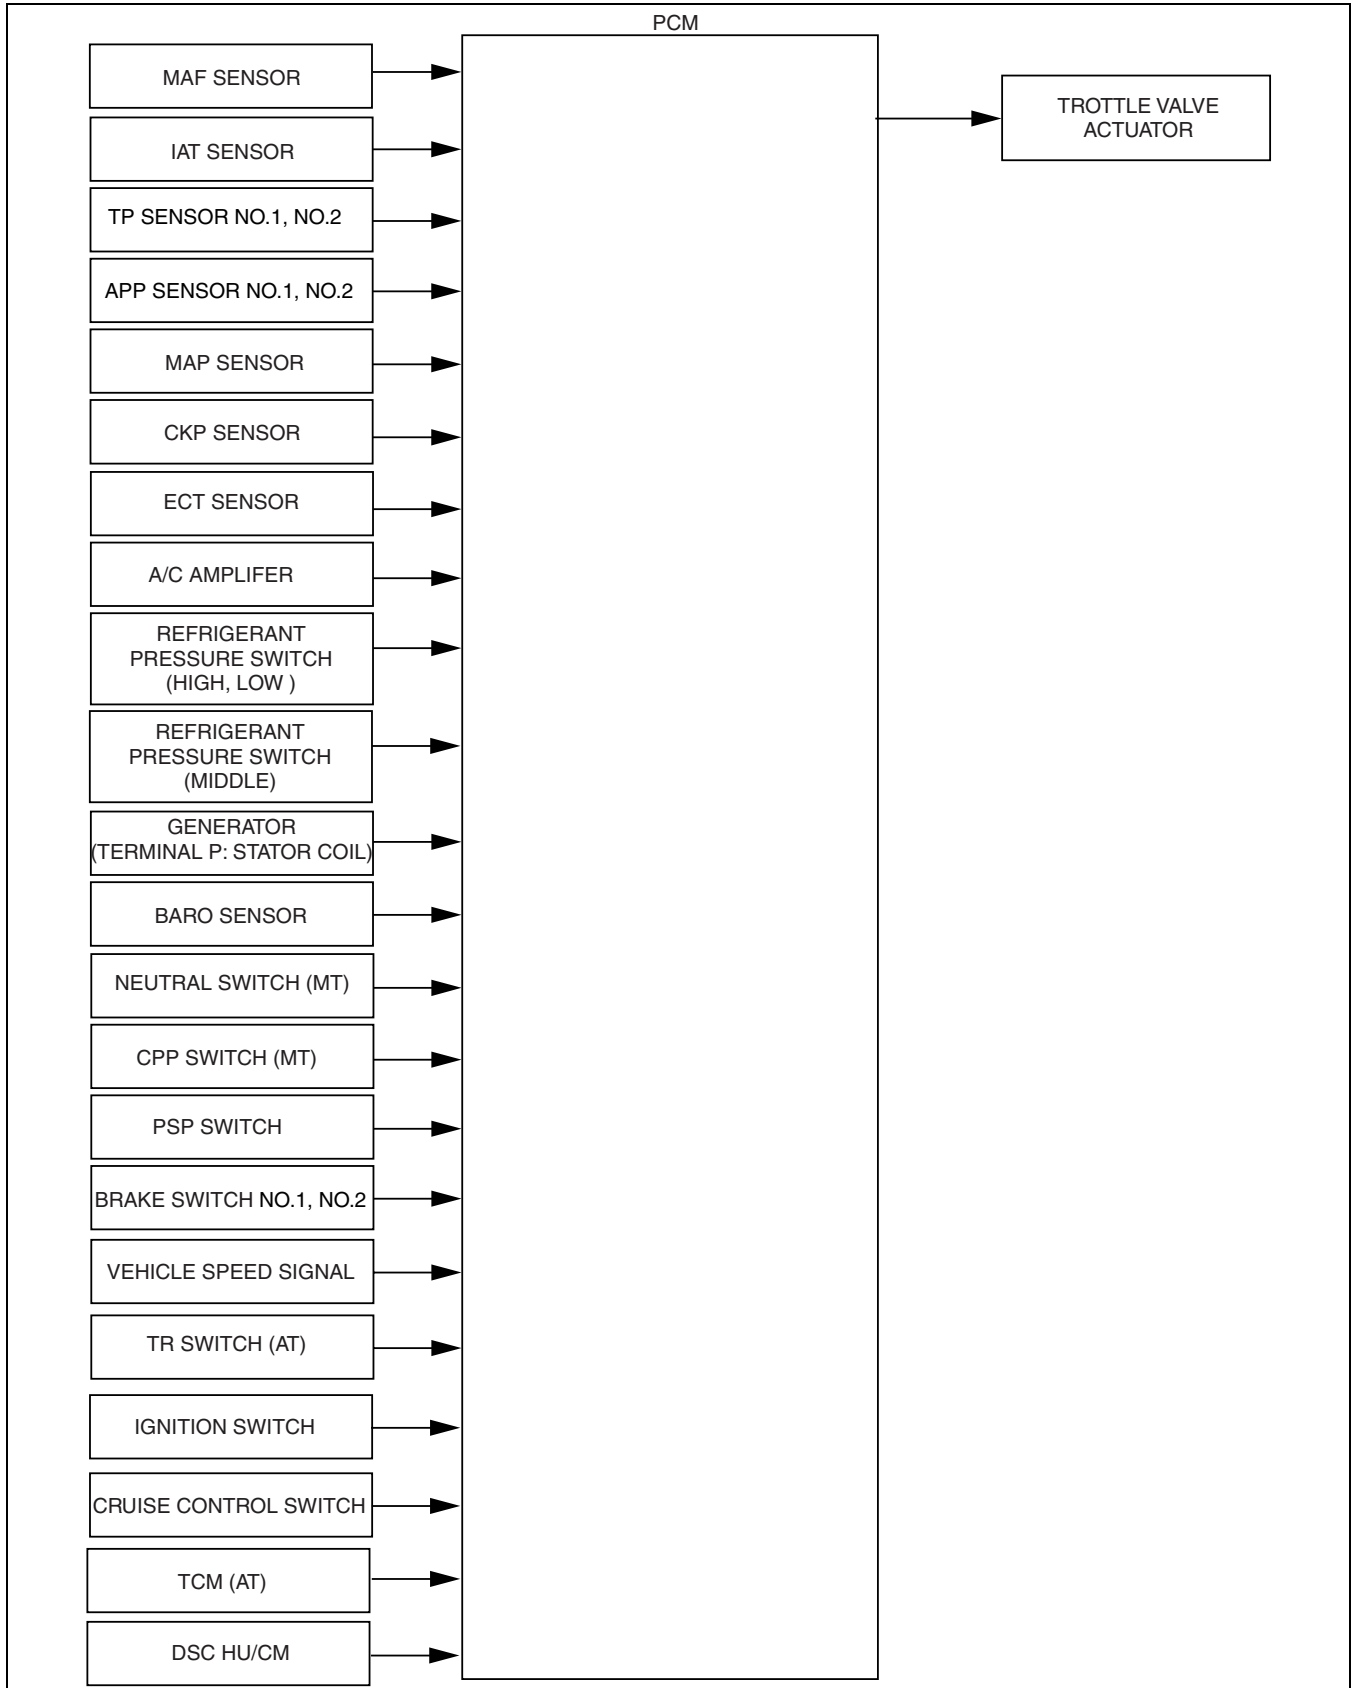 PCM
MAF SENSOR
TROTTLE VALVE
ACTUATOR
IAT SENSOR
TP SENSOR NO.1, NO.2
APP SENSOR NO.1, NO.2
MAP SENSOR
CKP SENSOR
ECT SENSOR
A/C AMPLIFER
REFRIGERANT
PRESSURE SWITCH
(HIGH, LOW )
REFRIGERANT
PRESSURE SWITCH
(MIDDLE)
GENERATOR
(TERMINAL P: STATOR COIL)
BARO SENSOR
NEUTRAL SWITCH (MT)
CPP SWITCH (MT)
PSP SWITCH
BRAKE SWITCH NO.1, NO.2
VEHICLE SPEED SIGNAL
TR SWITCH (AT)
IGNITION SWITCH
CRUISE CONTROL SWITCH
TCM (AT)
DSC HU/CM